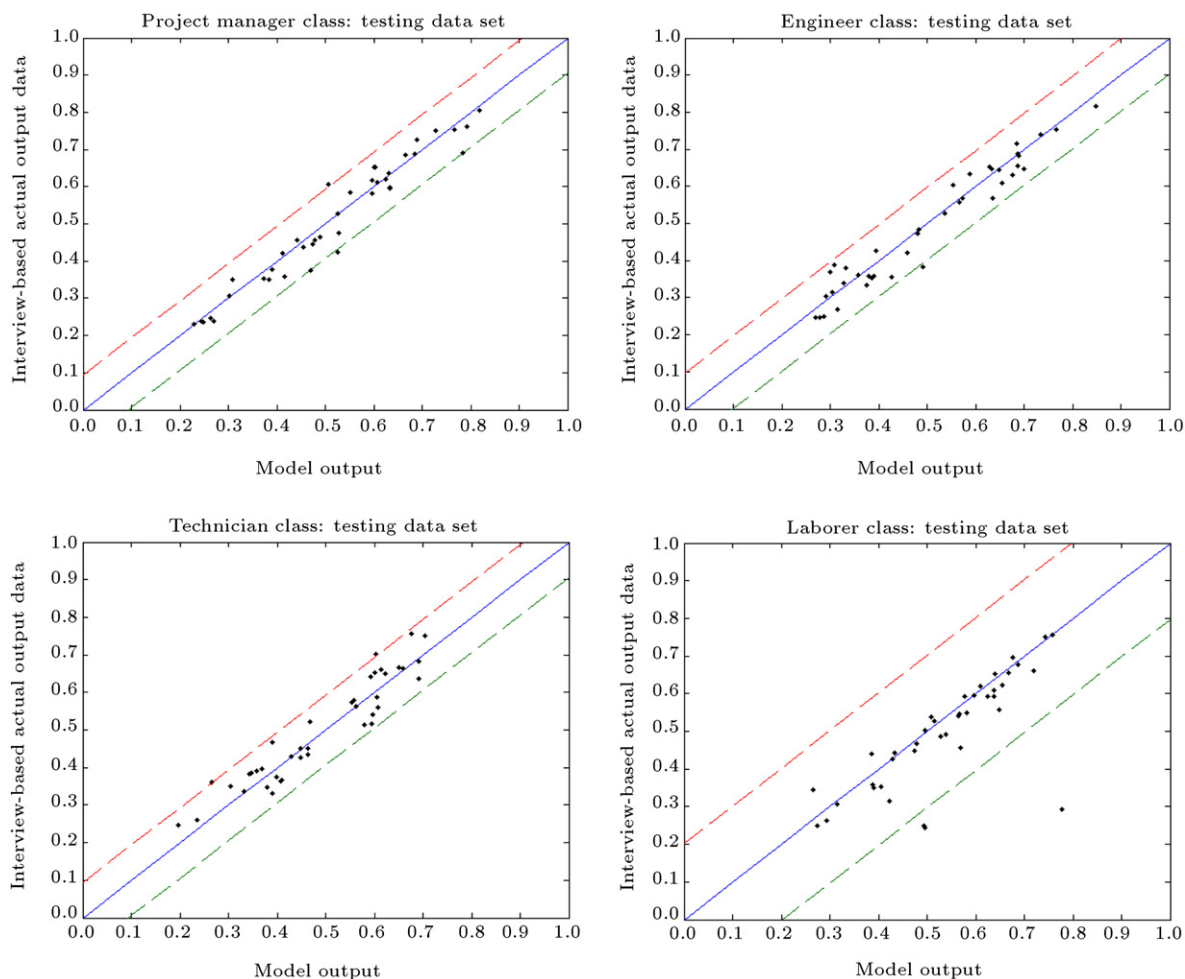 Project manager class: testing data set
Interview-based actual output data
1.0
0.9
0.8
0.7
0.6
0.5
0.4
0.3
0.2
0.1
0.0
0.0 0.1 0.2 0.3 0.4 0.5 0.6 0.7 0.8 0.9 1.0
Model output
Engineer class: testing data set
Interview-based actual output data
1.0
0.9
0.8
0.7
0.6
0.5
0.4
0.3
0.2
0.1
0.0
0.0 0.1 0.2 0.3 0.4 0.5 0.6 0.7 0.8 0.9 1.0
Model output
Technician class: testing data set
Interview-based actual output data
1.0
0.9
0.8
0.7
0.6
0.5
0.4
0.3
0.2
0.1
0.0
0.0 0.1 0.2 0.3 0.4 0.5 0.6 0.7 0.8 0.9 1.0
Model output
Laborer class: testing data set
Interview-based actual output data
1.0
0.9
0.8
0.7
0.6
0.5
0.4
0.3
0.2
0.1
0.0
0.0 0.1 0.2 0.3 0.4 0.5 0.6 0.7 0.8 0.9 1.0
Model output